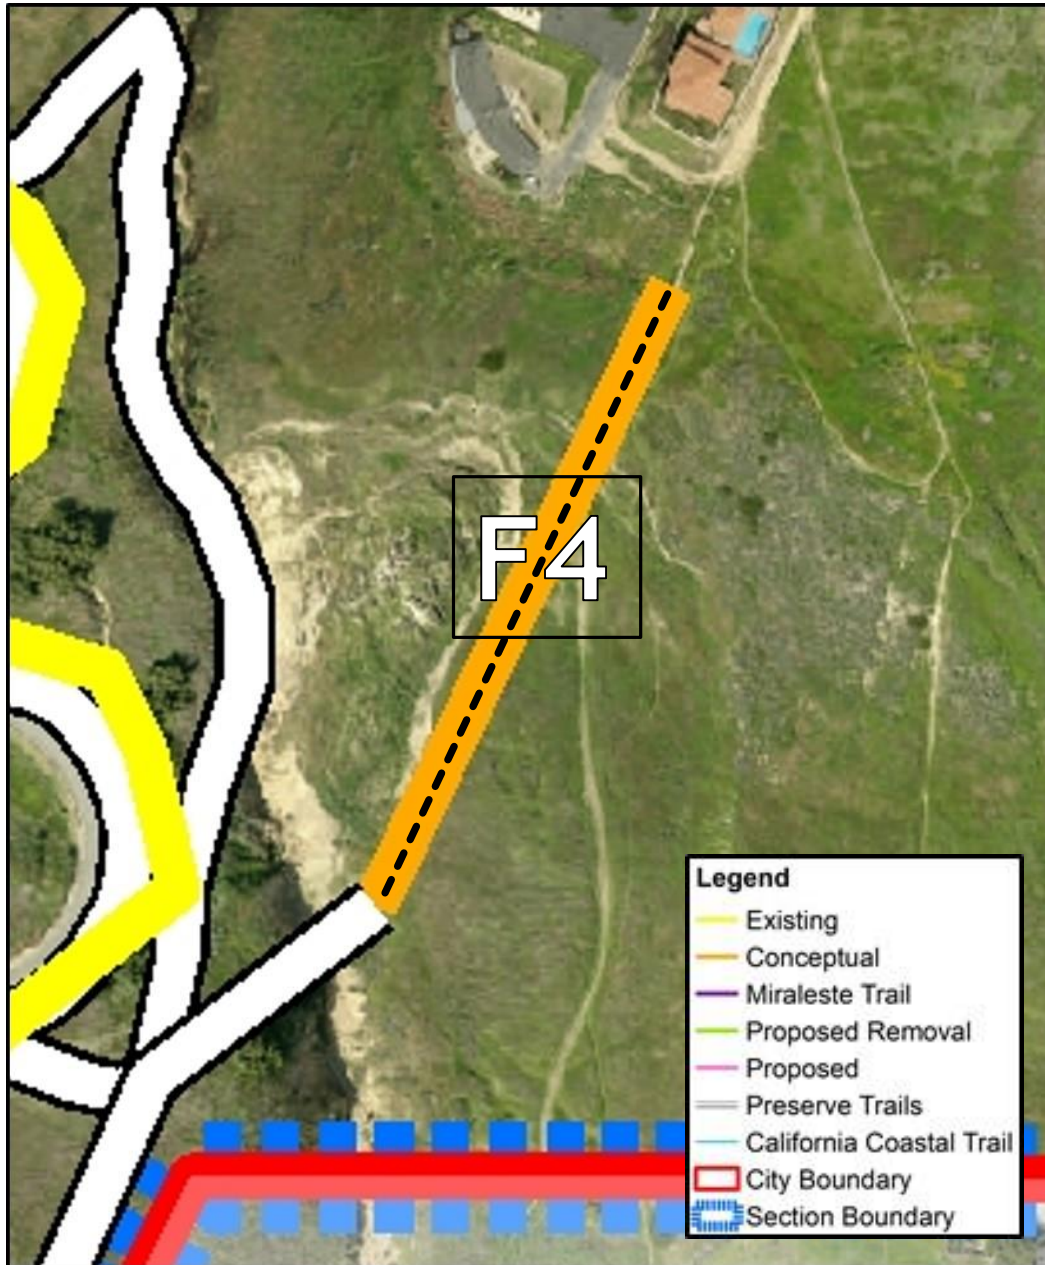 F4
Legend
Existing
Conceptual
Miraleste Trail
Proposed Removal
Proposed
Preserve Trails
California Coastal Trail
City Boundary
Section Boundary